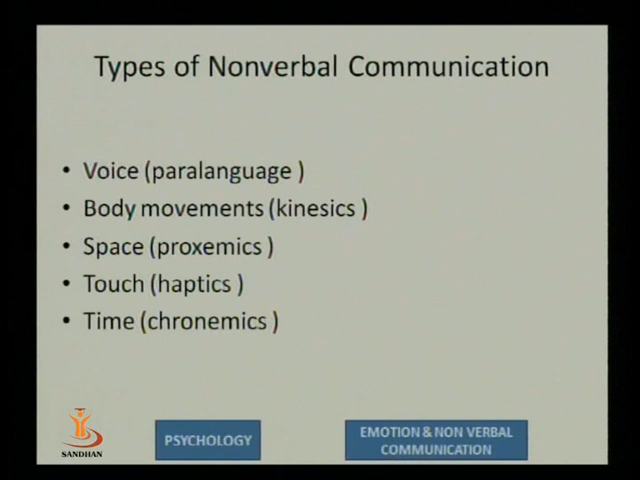 Types of Nonverbal Communication
• Voice (paralanguage )
• Body movements (kinesics )
• Space (proxemics )
• Touch (haptics )
• Time (chronemics )
SANDHAN
PSYCHOLOGY
EMOTION & NON VERBAL
COMMUNICATION